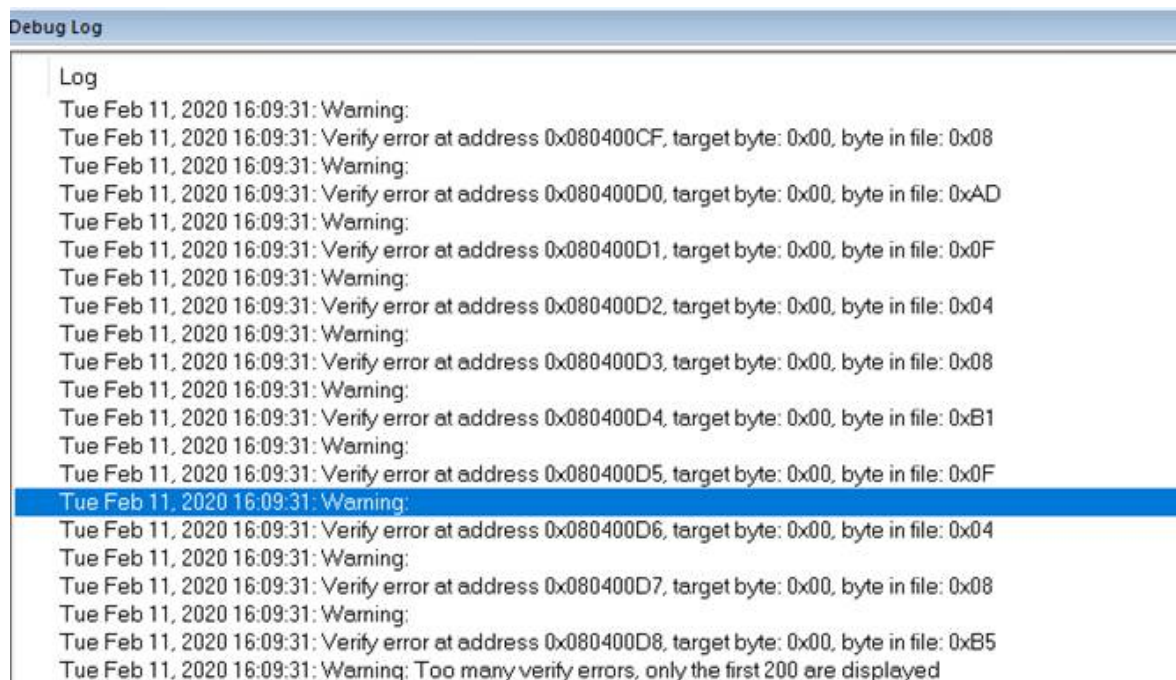 Debug Log
Log
Tue Feb 11, 2020 16:09:31: Warning:
Tue Feb 11, 2020 16:09:31: Verify error at address 0x080400CF, target byte: 0x00, byte in file: 0x08
Tue Feb 11, 2020 16:09:31: Warning:
Tue Feb 11, 2020 16:09:31: Verify error at address 0x080400D0, target byte: 0x00, byte in file: 0xAD
Tue Feb 11, 2020 16:09:31: Warning:
Tue Feb 11, 2020 16:09:31: Verify error at address 0x080400D1, target byte: 0x00, byte in file: 0x0F
Tue Feb 11, 2020 16:09:31: Warning:
Tue Feb 11, 2020 16:09:31: Verify error at address 0x080400D2, target byte: 0x00, byte in file: 0x04
Tue Feb 11, 2020 16:09:31: Warning:
Tue Feb 11, 2020 16:09:31: Verify error at address 0x080400D3, target byte: 0x00, byte in file: 0x08
Tue Feb 11, 2020 16:09:31: Warning:
Tue Feb 11, 2020 16:09:31: Verify error at address 0x080400D4, target byte: 0x00, byte in file: 0xB1
Tue Feb 11, 2020 16:09:31: Warning:
Tue Feb 11, 2020 16:09:31: Verify error at address 0x080400D5, target byte: 0x00, byte in file: 0x0F
Tue Feb 11, 2020 16:09:31: Warning:
Tue Feb 11, 2020 16:09:31: Verify error at address 0x080400D6, target byte: 0x00, byte in file: 0x04
Tue Feb 11, 2020 16:09:31: Warning:
Tue Feb 11, 2020 16:09:31: Verify error at address 0x080400D7, target byte: 0x00, byte in file: 0x08
Tue Feb 11, 2020 16:09:31: Warning:
Tue Feb 11, 2020 16:09:31: Verify error at address 0x080400D8, target byte: 0x00, byte in file: 0xB5
Tue Feb 11, 2020 16:09:31: Warning: Too many verify errors, only the first 200 are displayed